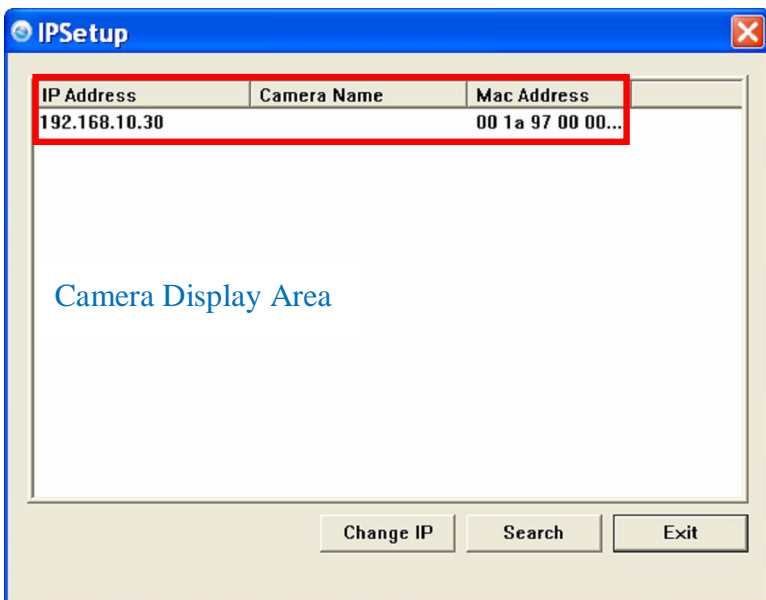 IPSetup
IP Address Camera Name Mac Address
192.168.10.30 00 1a 97 00 00...
Camera Display Area
Change IP Search Exit